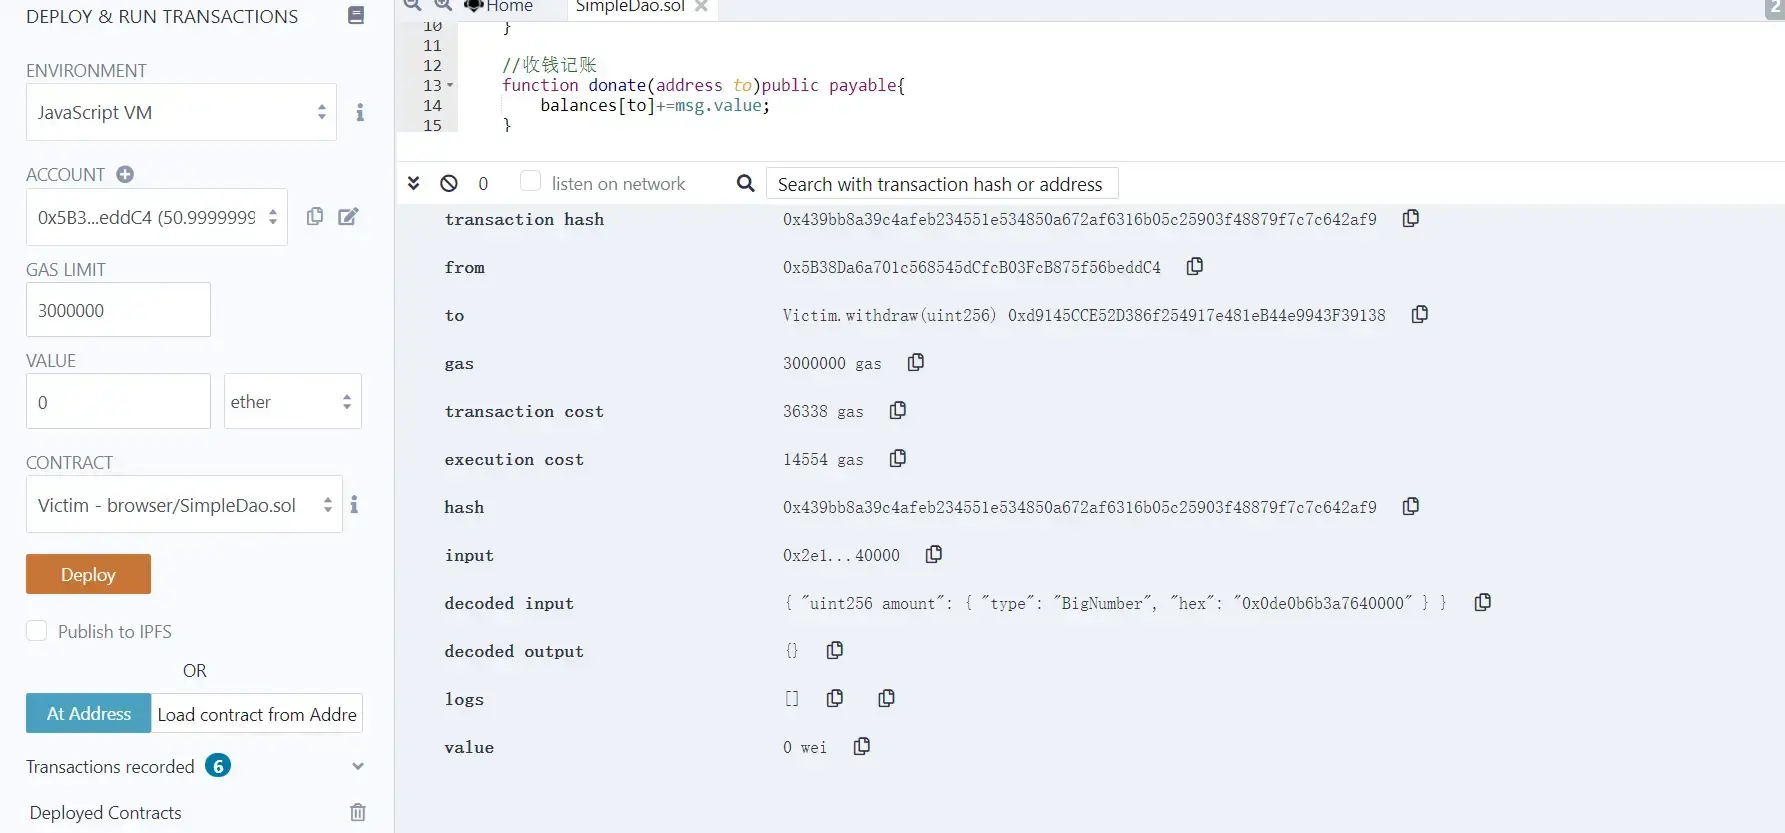 DEPLOY & RUN TRANSACTIONS
ENVIRONMENT
JavaScript VM
ACCOUNT
0x5B3...eddC4 (50.9999999
GAS LIMIT
3000000
VALUE
0
ether
CONTRACT
Victim - browser/SimpleDao.sol
Deploy
Publish to IPFS
OR
At Address
Load contract from Addre
Transactions recorded 6
Deployed Contracts
Home
SimpleDao.sol
2
10 }
11
12 //收钱记账
13 function donate(address to)public payable{
14 balances[to]+=msg.value;
15 }
0
listen on network
Search with transaction hash or address
transaction hash 0x439bb8a39c4afeb234551e534850a672af6316b05c25903f48879f7c7c642af9
from 0x5B38Da6a701c568545dCfcB03FcB875f56beddC4
to Victim.withdraw(uint256) 0xd9145CCE52D386f254917e481eB44e9943F39138
gas 3000000 gas
transaction cost 36338 gas
execution cost 14554 gas
hash 0x439bb8a39c4afeb234551e534850a672af6316b05c25903f48879f7c7c642af9
input 0x2e1...40000
decoded input { "uint256 amount": { "type": "BigNumber", "hex": "0x0de0b6b3a7640000" } }
decoded output {}
logs []
value 0 wei